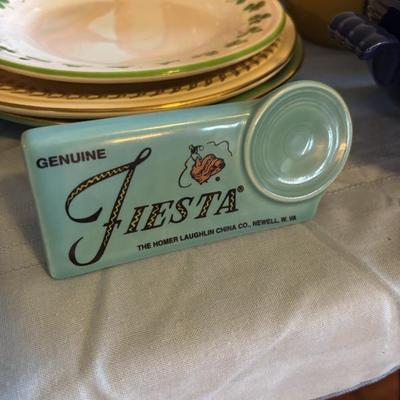 GENUINE
FIESTA®
THE HOMER LAUGHLIN CHINA CO., NEWELL, W. VA